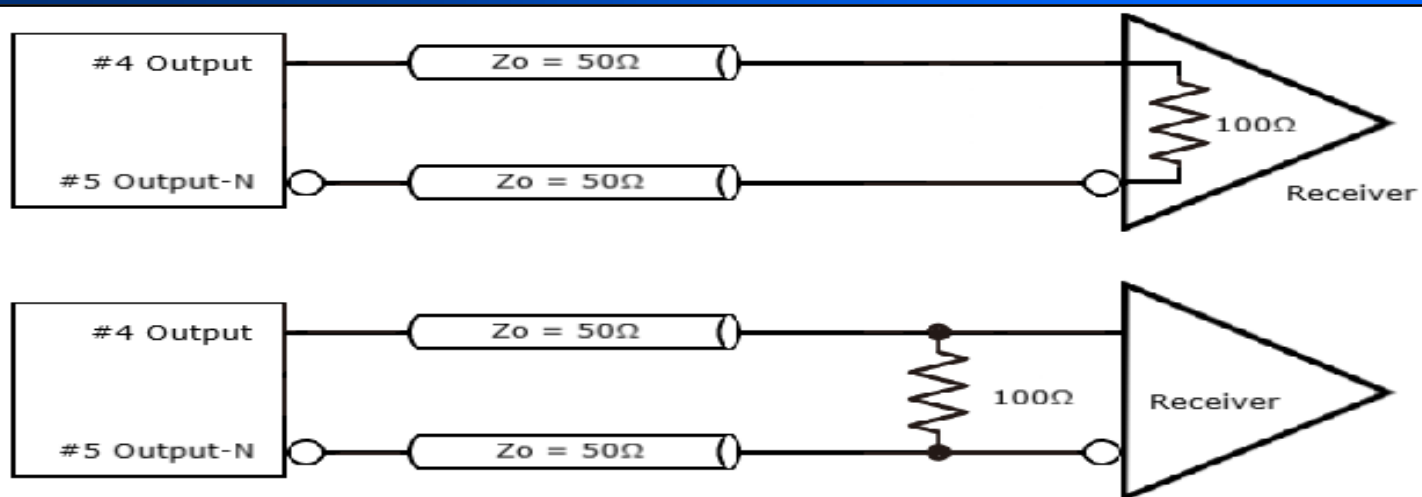 #4 Output
Zo = 50Ω
100Ω
#5 Output-N
Zo = 50Ω
Receiver
#4 Output
Zo = 50Ω
100Ω
Receiver
#5 Output-N
Zo = 50Ω